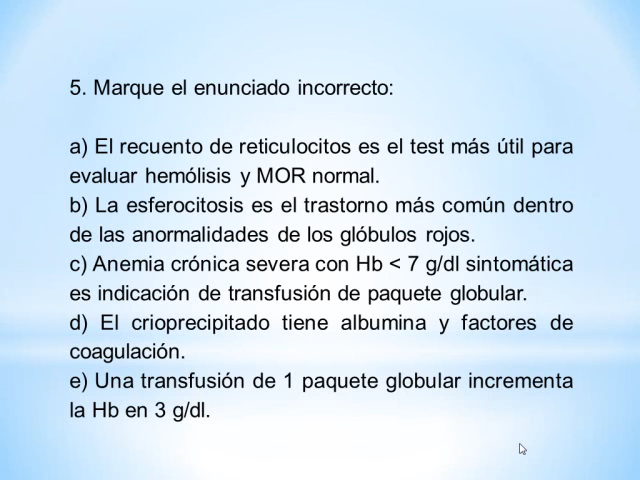 5. Marque el enunciado incorrecto:
a) El recuento de reticulocitos es el test más útil para
evaluar hemólisis y MOR normal.
b) La esferocitosis es el trastorno más común dentro
de las anormalidades de los glóbulos rojos.
c) Anemia crónica severa con Hb < 7 g/dl sintomática
es indicación de transfusión de paquete globular.
d) El crioprecipitado tiene albumina y factores de
coagulación.
e) Una transfusión de 1 paquete globular incrementa
la Hb en 3 g/dl.